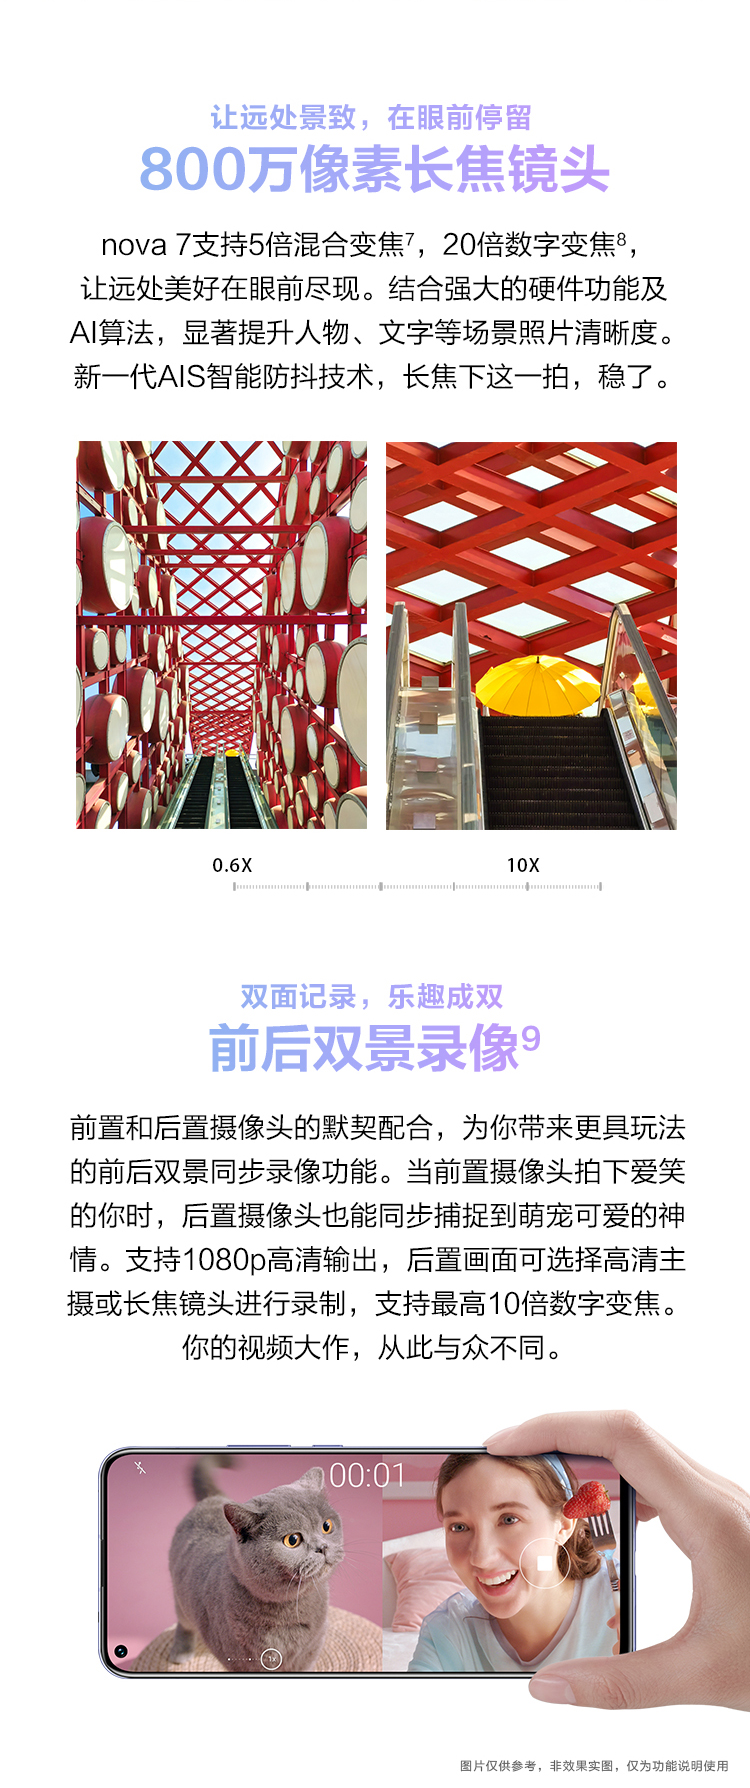 让远处景致，在眼前停留
800万像素长焦镜头
nova 7支持5倍混合变焦7，20倍数字变焦8，
让远处美好在眼前尽现。结合强大的硬件功能及
AI算法，显著提升人物、文字等场景照片清晰度。
新一代AIS智能防抖技术，长焦下这一拍，稳了。
0.6X
10X
双面记录，乐趣成双
前后双景录像9
前置和后置摄像头的默契配合，为你带来更具玩法
的前后双景同步录像功能。当前置摄像头拍下爱笑
的你时，后置摄像头也能同步捕捉到萌宠可爱的神
情。支持1080p高清输出，后置画面可选择高清主
摄或长焦镜头进行录制，支持最高10倍数字变焦。
你的视频大作，从此与众不同。
00:01
1x
图片仅供参考，非效果实图，仅为功能说明使用